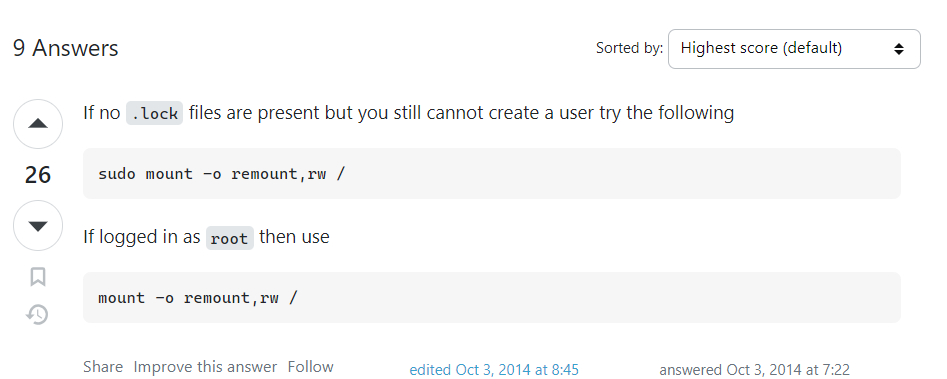 9 Answers
Sorted by: Highest score (default)
If no .lock files are present but you still cannot create a user try the following
26
sudo mount -o remount,rw /
If logged in as root then use
mount -o remount,rw /
Share Improve this answer Follow
edited Oct 3, 2014 at 8:45
answered Oct 3, 2014 at 7:22